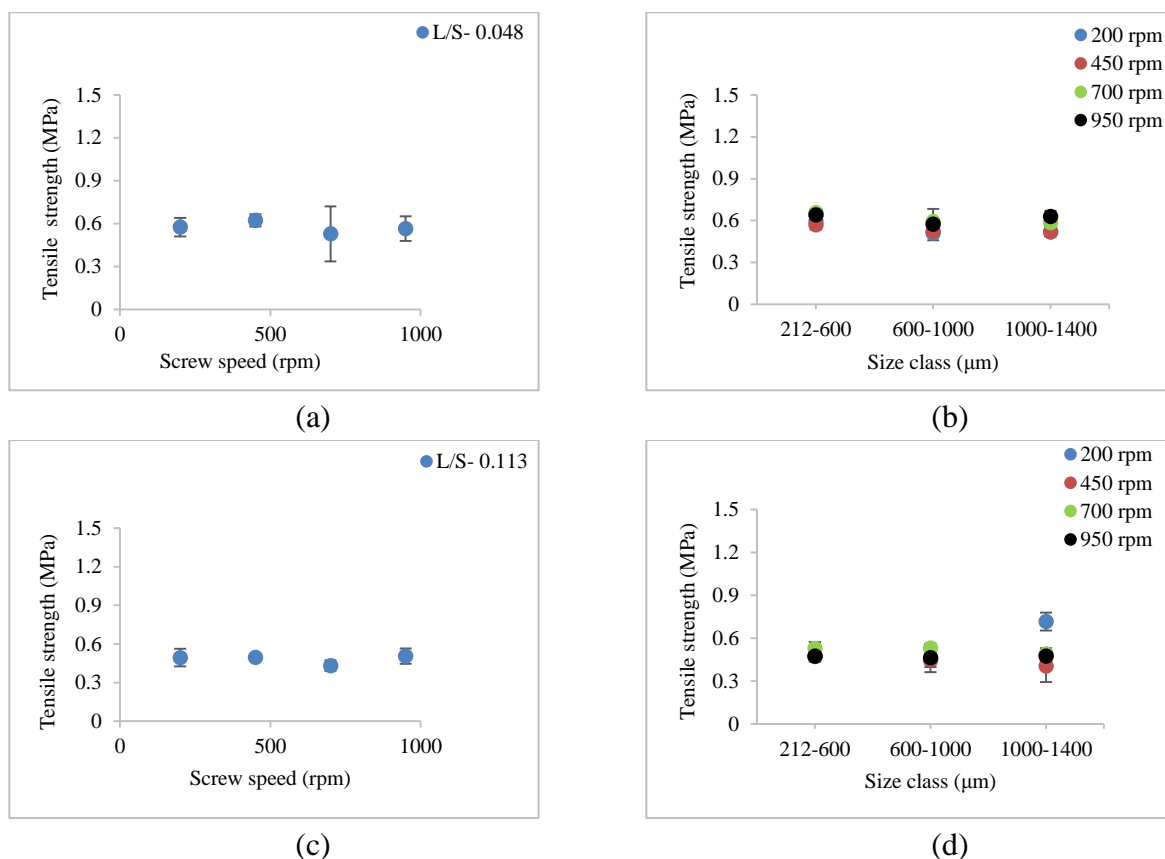 L/S- 0.048
1.5
1.2
0.9
0.6
0.3
0
Tensile strength (MPa)
0 500 1000
Screw speed (rpm)
(a)
200 rpm
450 rpm
700 rpm
950 rpm
1.5
1.2
0.9
0.6
0.3
0
Tensile strength (MPa)
212-600 600-1000 1000-1400
Size class (μm)
(b)
L/S- 0.113
1.5
1.2
0.9
0.6
0.3
0
Tensile strength (MPa)
0 500 1000
Screw speed (rpm)
(c)
200 rpm
450 rpm
700 rpm
950 rpm
1.5
1.2
0.9
0.6
0.3
0
Tensile strength (MPa)
212-600 600-1000 1000-1400
Size class (μm)
(d)